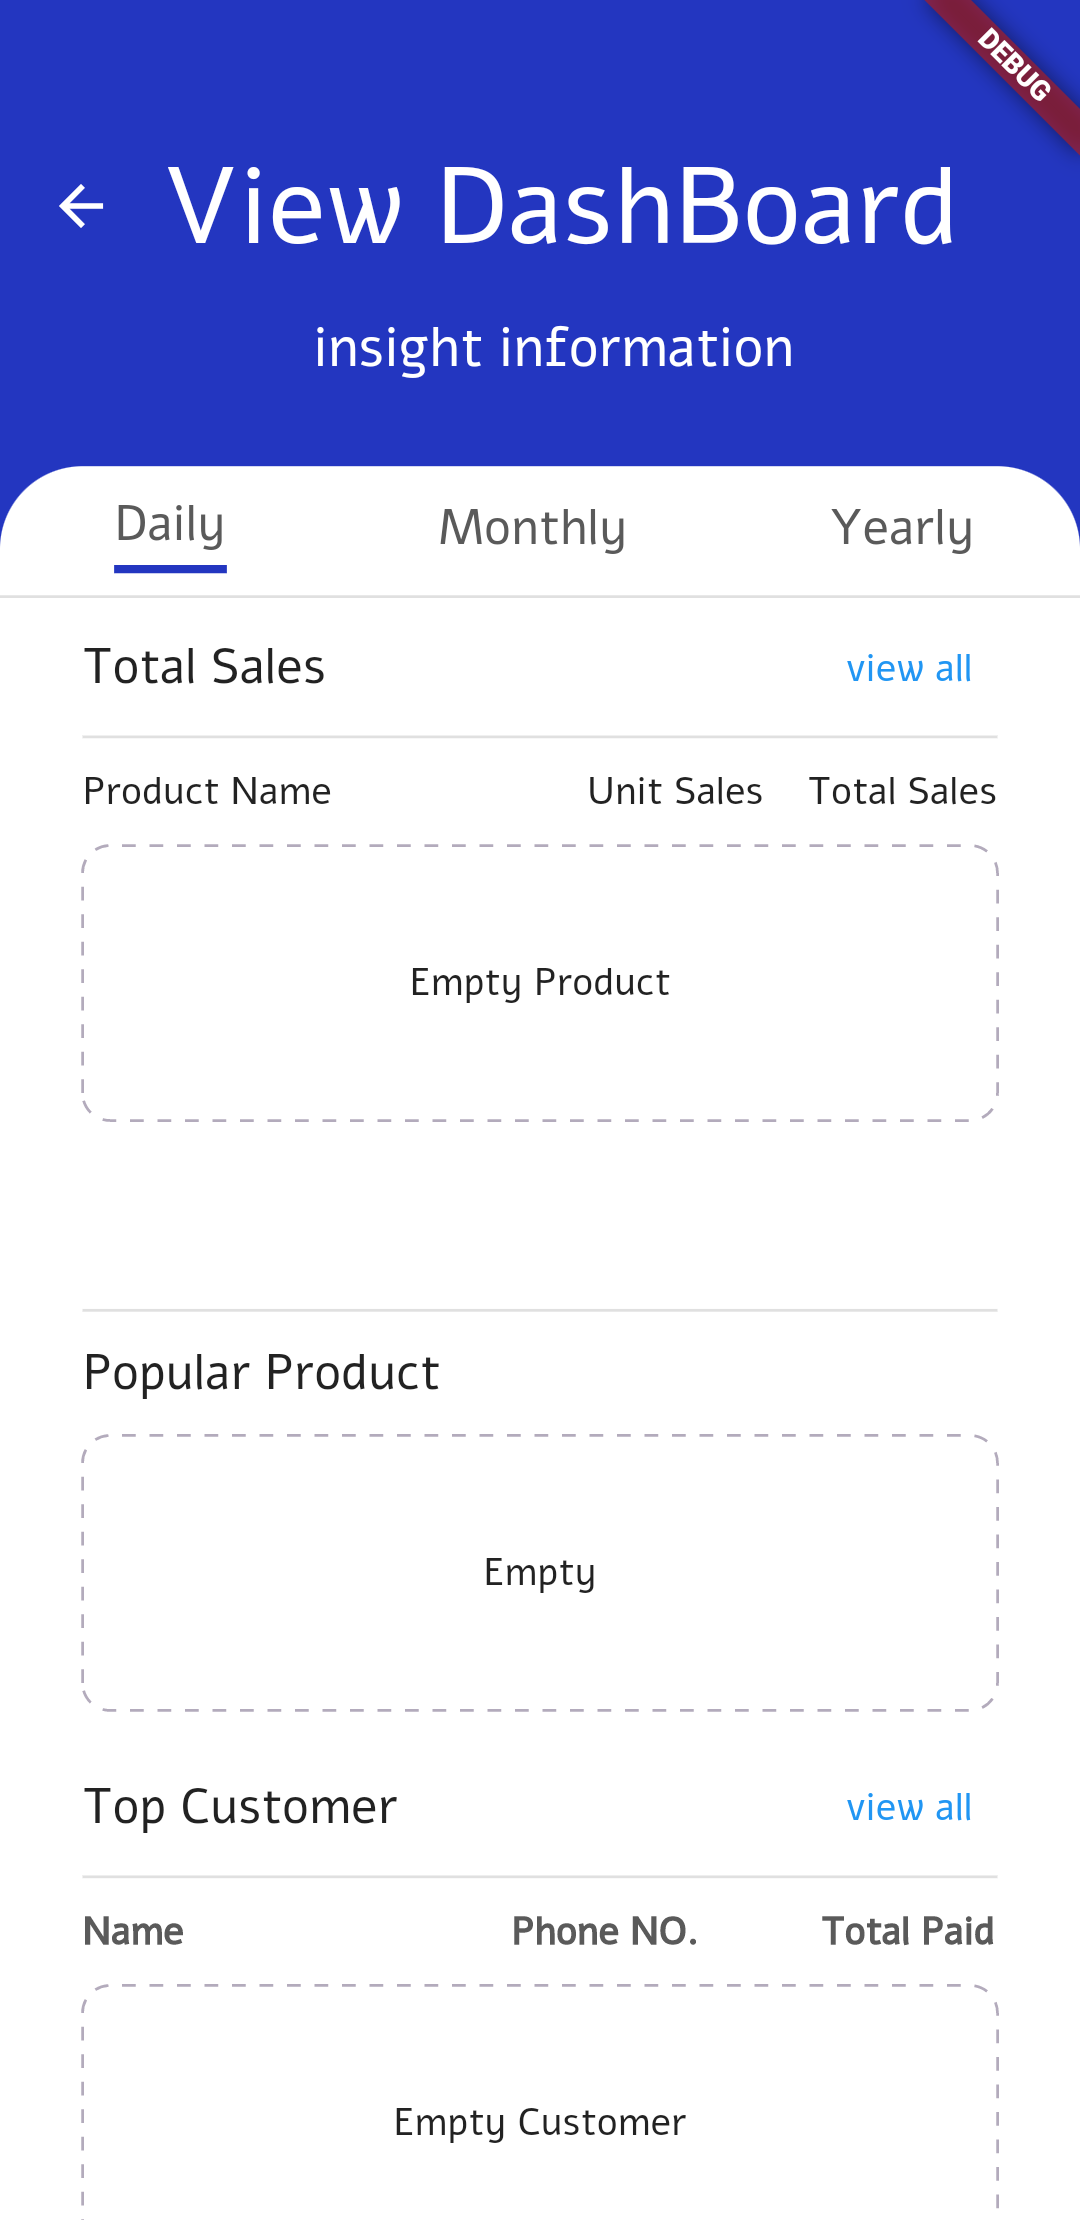 DEBUG
View DashBoard
insight information
Daily Monthly Yearly
Total Sales view all
Product Name Unit Sales Total Sales
Empty Product
Popular Product
Empty
Top Customer view all
Name Phone NO. Total Paid
Empty Customer